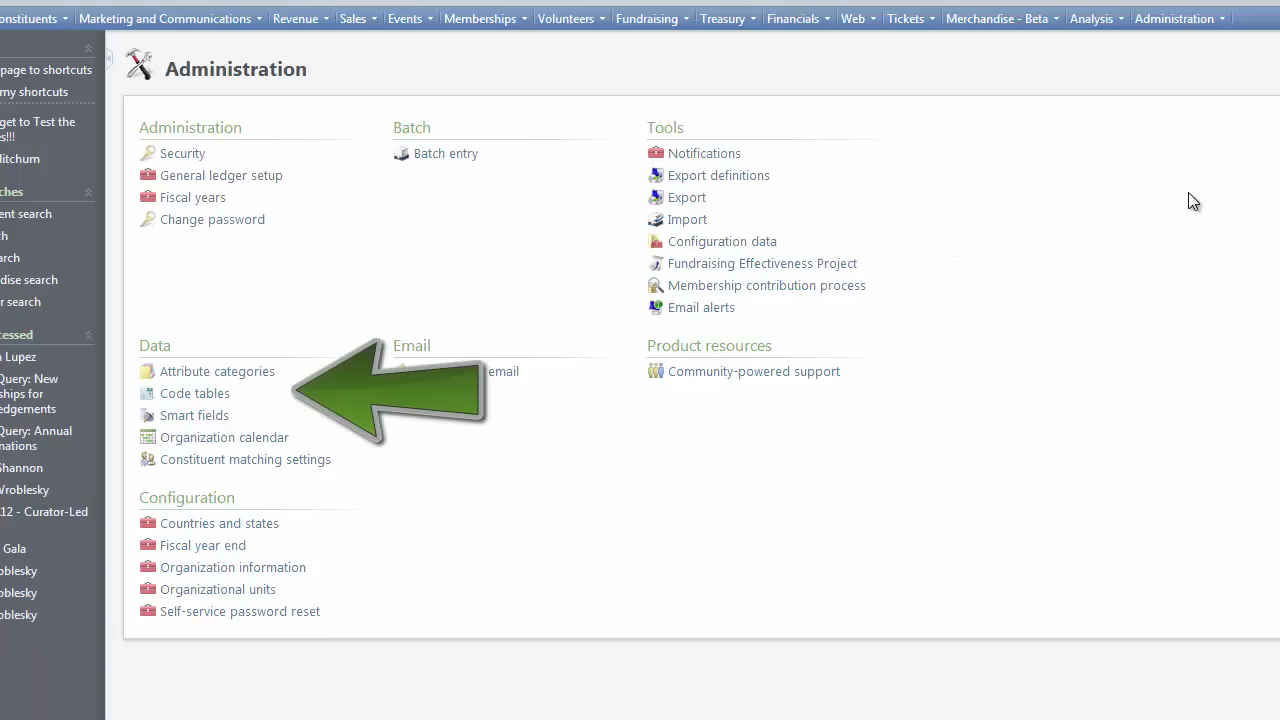 onstituents Marketing and Communications Revenue Sales Events Memberships Volunteers Fundraising Treasury Financials Web Tickets Merchandise - Beta Analysis Administration
page to shortcuts
my shortcuts
get to Test the
es!!!
litchum
ches
ent search
ch
arch
dise search
r search
cessed
a Lupez
Query: New
ships for
edgements
Query: Annual
nations
Shannon
Wroblesky
12 - Curator-Led
Gala
oblesky
oblesky
oblesky
Administration
Administration
Security
General ledger setup
Fiscal years
Change password
Batch
Batch entry
Tools
Notifications
Export definitions
Export
Import
Configuration data
Fundraising Effectiveness Project
Membership contribution process
Email alerts
Data
Attribute categories
Code tables
Smart fields
Organization calendar
Constituent matching settings
Email
email
Product resources
Community-powered support
Configuration
Countries and states
Fiscal year end
Organization information
Organizational units
Self-service password reset